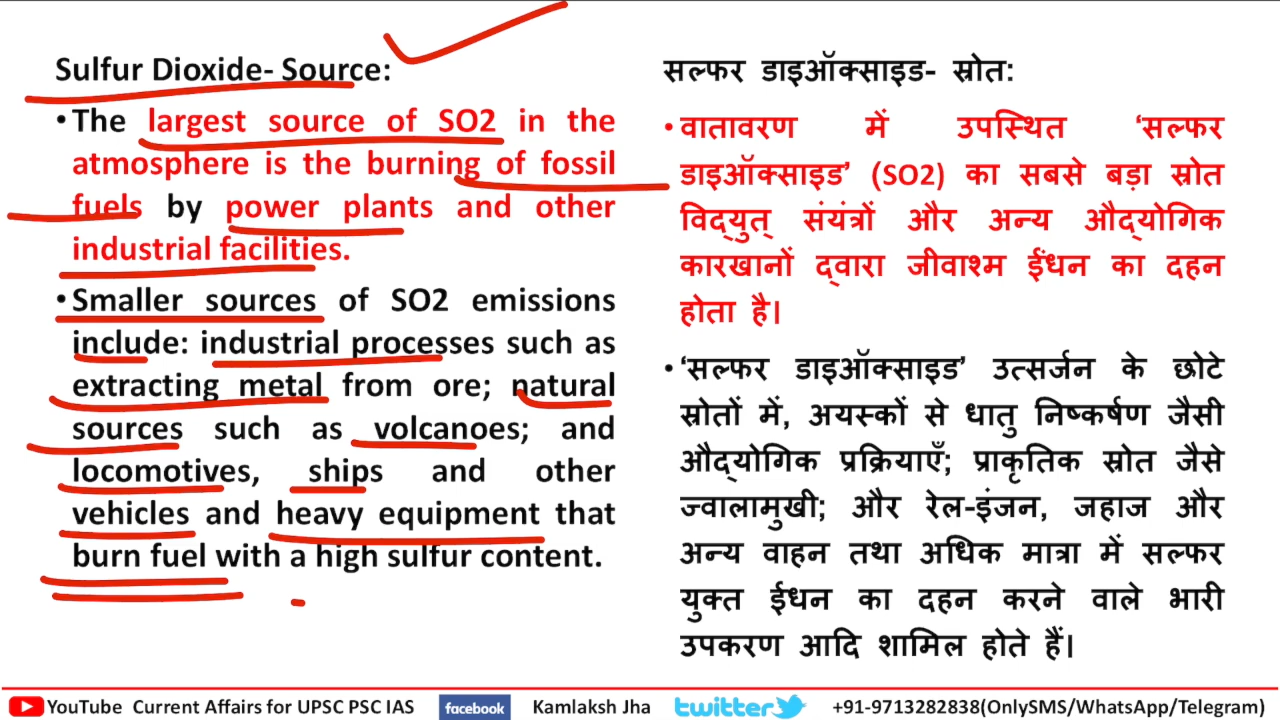 Sulfur Dioxide- Source:
•The largest source of SO2 in the
atmosphere is the burning of fossil
fuels by power plants and other
industrial facilities.
•Smaller sources of SO2 emissions
include: industrial processes such as
extracting metal from ore; natural
sources such as volcanoes; and
locomotives, ships and other
vehicles and heavy equipment that
burn fuel with a high sulfur content.
सल्फर डाइऑक्साइड- स्रोत:
•वातावरण में उपस्थित ‘सल्फर
डाइऑक्साइड’ (SO2) का सबसे बड़ा स्रोत
विद्युत् संयंत्रों और अन्य औद्योगिक
कारखानों द्वारा जीवाश्म ईंधन का दहन
होता है।
•‘सल्फर डाइऑक्साइड’ उत्सर्जन के छोटे
स्रोतों में, अयस्कों से धातु निष्कर्षण जैसी
औद्योगिक प्रक्रियाएँ; प्राकृतिक स्रोत जैसे
ज्वालामुखी; और रेल-इंजन, जहाज और
अन्य वाहन तथा अधिक मात्रा में सल्फर
युक्त ईधन का दहन करने वाले भारी
उपकरण आदि शामिल होते हैं।
YouTube Current Affairs for UPSC PSC IAS facebook Kamlaksh Jha twitter +91-9713282838(OnlySMS/WhatsApp/Telegram)